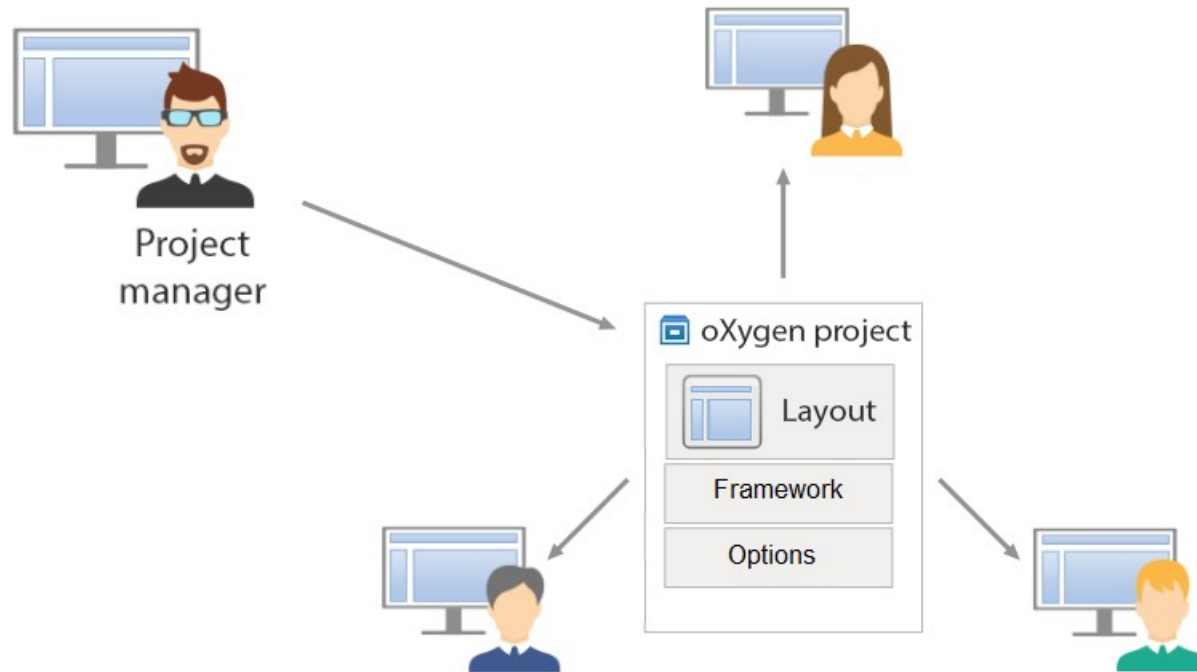 Project
manager
oXygen project
Layout
Framework
Options